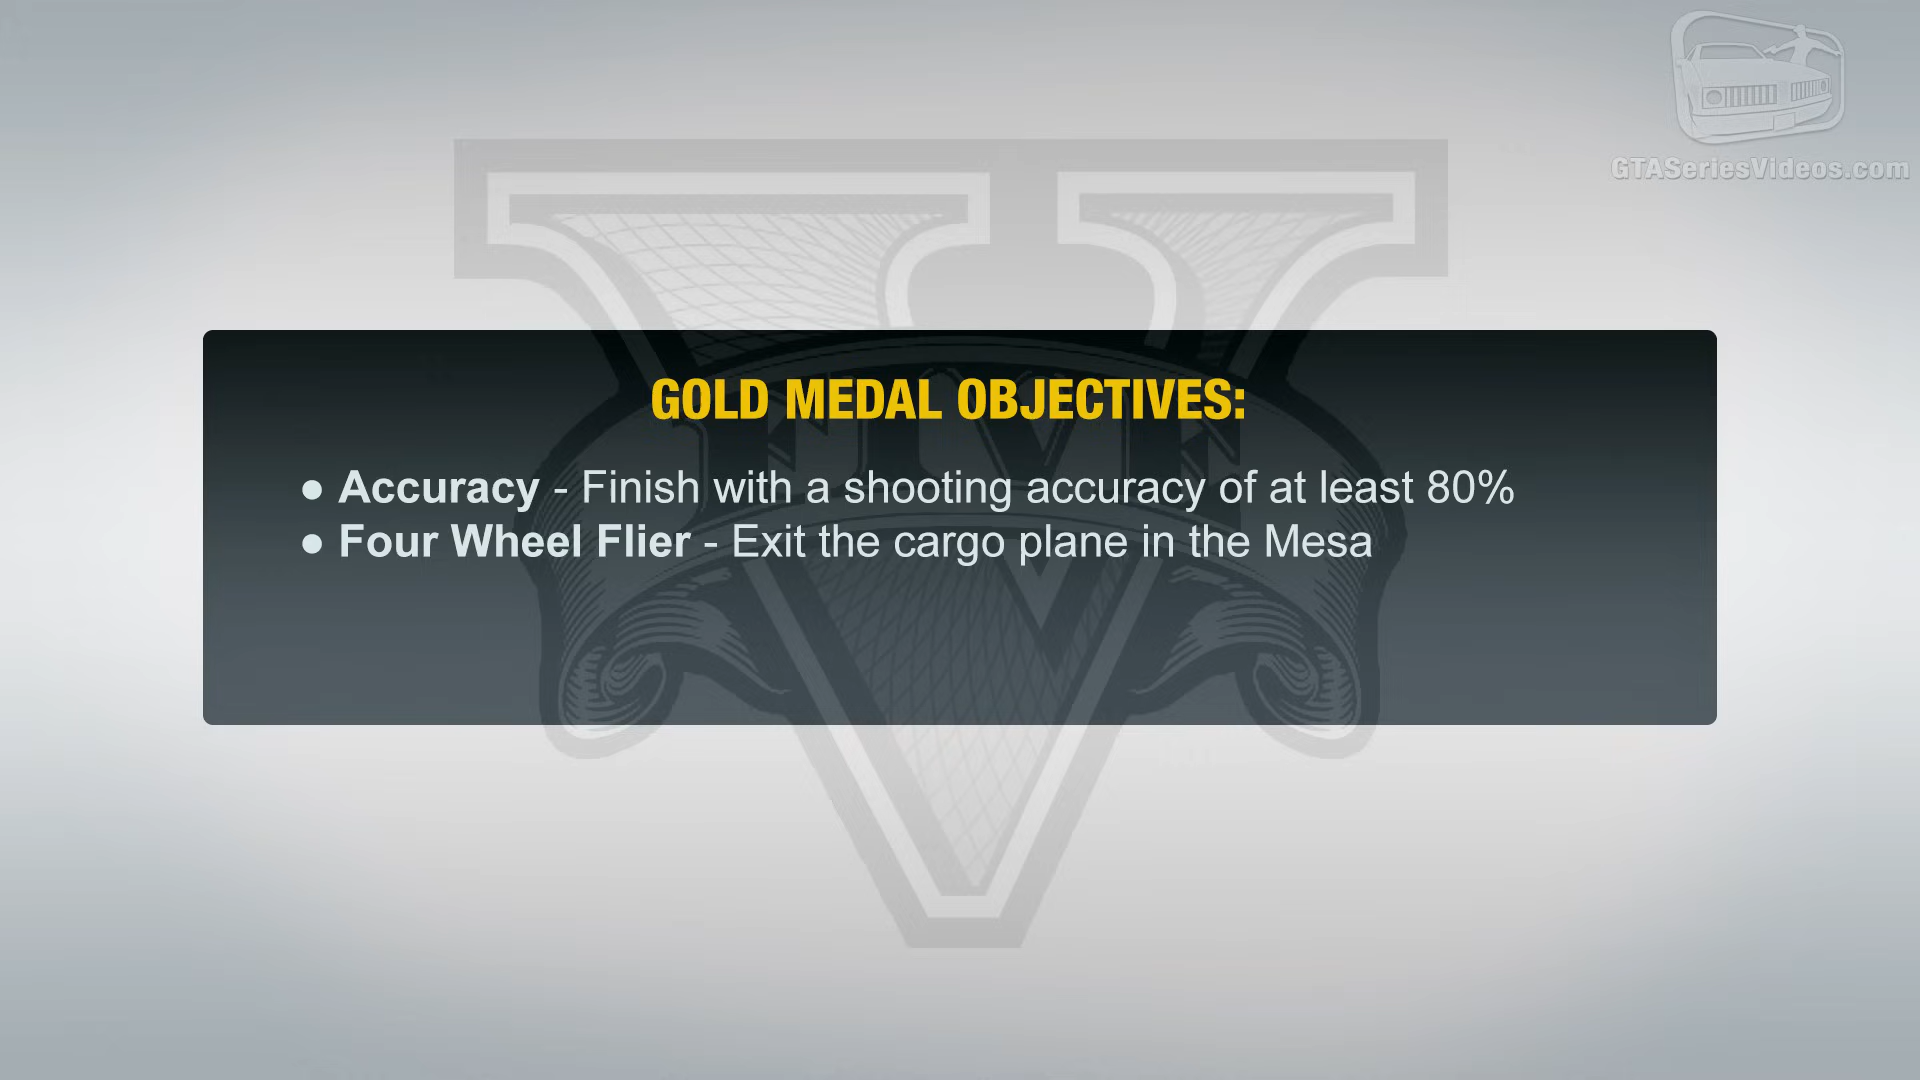 GTASeriesVideos.com
FIVE
GOLD MEDAL OBJECTIVES:
● Accuracy - Finish with a shooting accuracy of at least 80%
● Four Wheel Flier - Exit the cargo plane in the Mesa